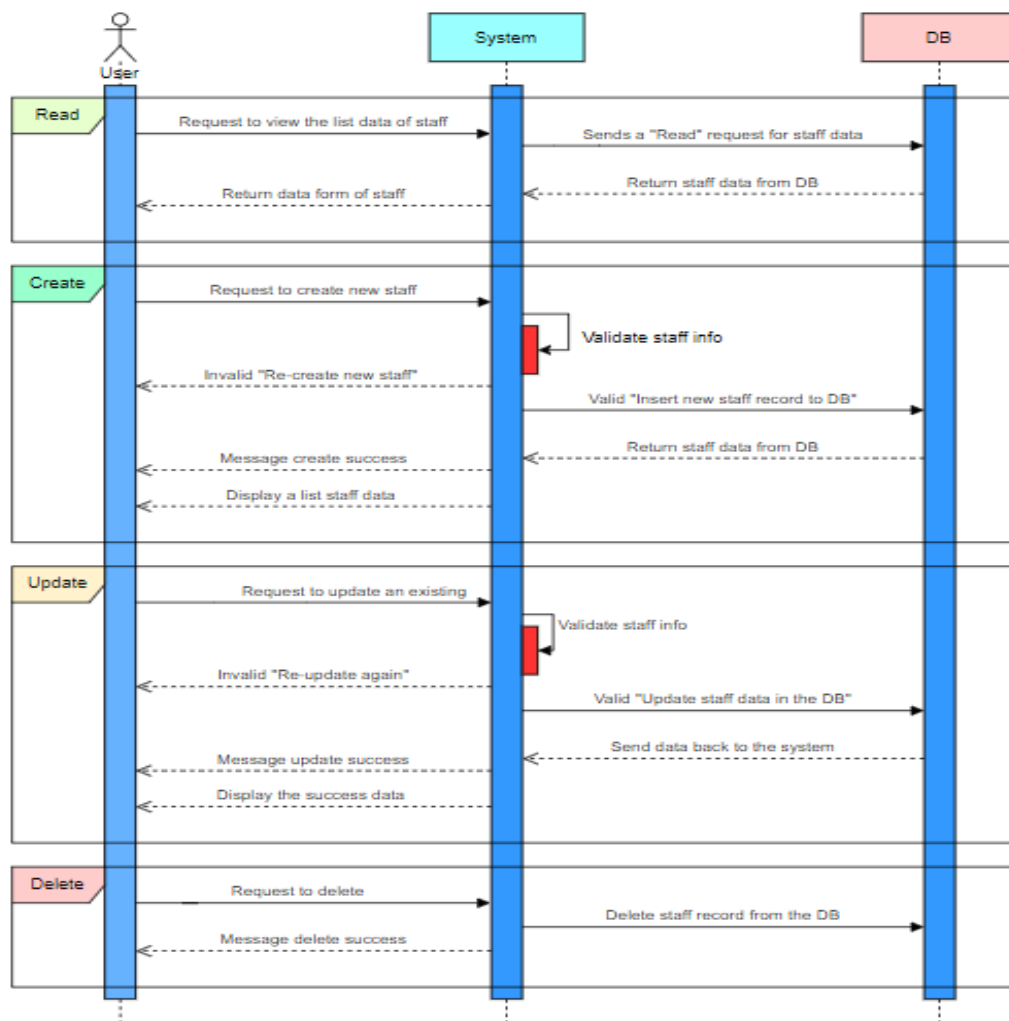 System
DB
User
Read
Request to view the list data of staff
Sends a "Read" request for staff data
Return staff data from DB
Return data form of staff
Create
Request to create new staff
Validate staff info
Invalid "Re-create new staff"
Valid "Insert new staff record to DB"
Return staff data from DB
Message create success
Display a list staff data
Update
Request to update an existing
Validate staff info
Invalid "Re-update again"
Valid "Update staff data in the DB"
Send data back to the system
Message update success
Display the success data
Delete
Request to delete
Delete staff record from the DB
Message delete success